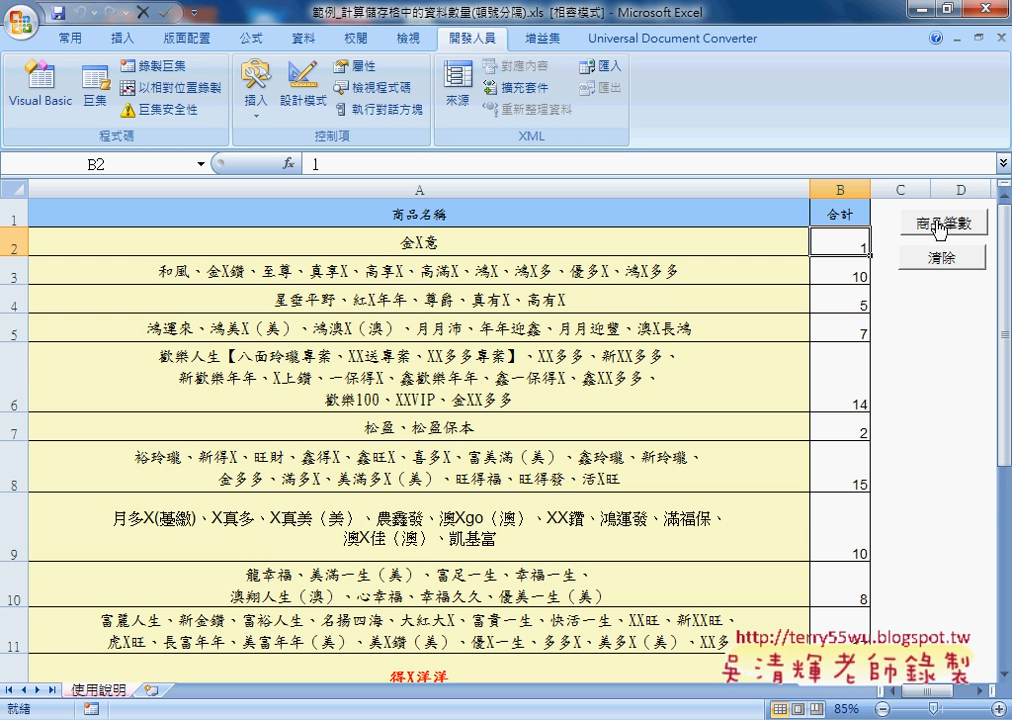 範例_計算儲存格中的資料數量(頓號分隔).xls [相容模式] - Microsoft Excel
常用 插入 版面配置 公式 資料 校閱 檢視 開發人員 增益集 Universal Document Converter
Visual Basic 巨集 錄製巨集 以相對位置錄製 巨集安全性 插入 設計模式 屬性 檢視程式碼 執行對話方塊 來源 對應內容 擴充套件 重新整理資料 匯入 匯出
程式碼 控制項 XML
B2 fx 1
A B C D
1 商品名稱 合計 商品筆數
2 金X意 1
清除
3 和風、金X鑽、至尊、真享X、高享X、高滿X、鴻X、鴻X多、優多X、鴻X多多 10
4 星垂平野、紅X年年、尊爵、真有X、高有X 5
5 鴻運來、鴻美X（美）、鴻澳X（澳）、月月沛、年年迎鑫、月月迎豐、澳X長鴻 7
歡樂人生【八面玲瓏專案、XX送專案、XX多多專案】、XX多多、新XX多多、
新歡樂年年、X上鑽、一保得X、鑫歡樂年年、鑫一保得X、鑫XX多多、
6 歡樂100、XXVIP、金XX多多 14
7 松盈、松盈保本 2
裕玲瓏、新得X、旺財、鑫得X、鑫旺X、喜多X、富美滿（美）、鑫玲瓏、新玲瓏、
8 金多多、滿多X、美滿多X（美）、旺得福、旺得發、活X旺 15
月多X(躉繳)、X真多、X真美（美）、農鑫發、澳Xgo（澳）、XX鑽、鴻運發、滿福保、
澳X佳（澳）、凱基富
9 10
龍幸福、美滿一生（美）、富足一生、幸福一生、
10 澳翔人生（澳）、心幸福、幸福久久、優美一生（美） 8
富麗人生、新金鑽、富裕人生、名揚四海、大紅大X、富貴一生、快活一生、XX旺、新XX旺、
11 虎X旺、長富年年、美富年年（美）、美X鑽（美）、優X一生、多多X、美多X（美）、XX多
http://terry55wu.blogspot.tw
吳清輝老師錄製
得X洋洋
使用說明
就緒 85%